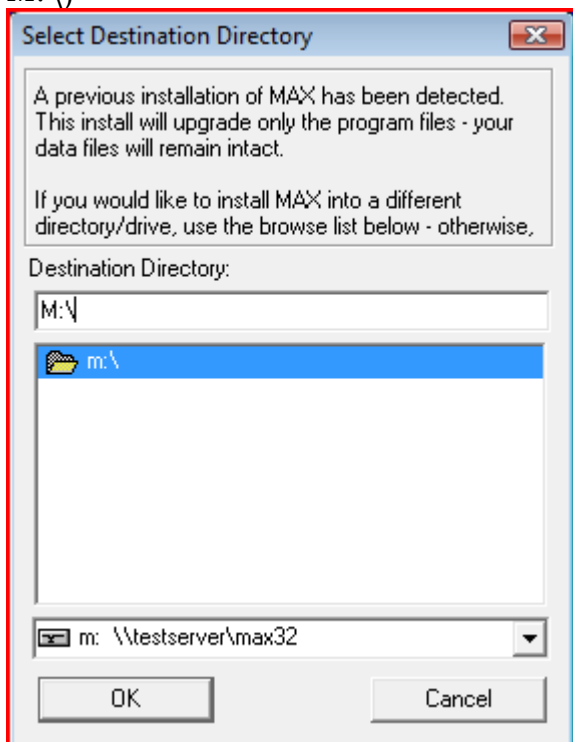 Select Destination Directory
A previous installation of MAX has been detected.
This install will upgrade only the program files - your
data files will remain intact.
If you would like to install MAX into a different
directory/drive, use the browse list below - otherwise,
Destination Directory:
M:\
m:\
m: \\testserver\max32
OK
Cancel